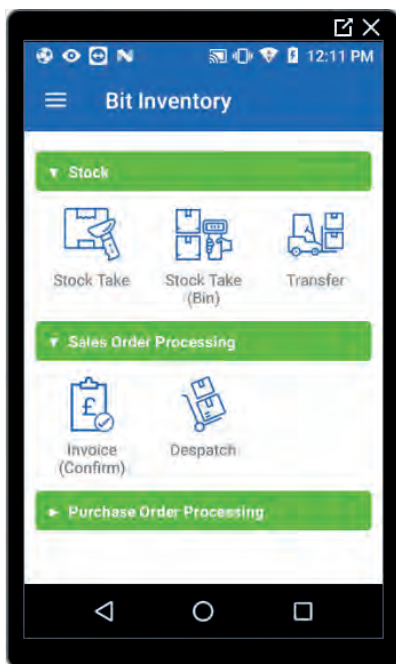 12:11 PM
Bit Inventory
Stock
Stock Take
Stock Take
(Bin)
Transfer
Sales Order Processing
£
Invoice
(Confirm)
Despatch
Purchase Order Processing